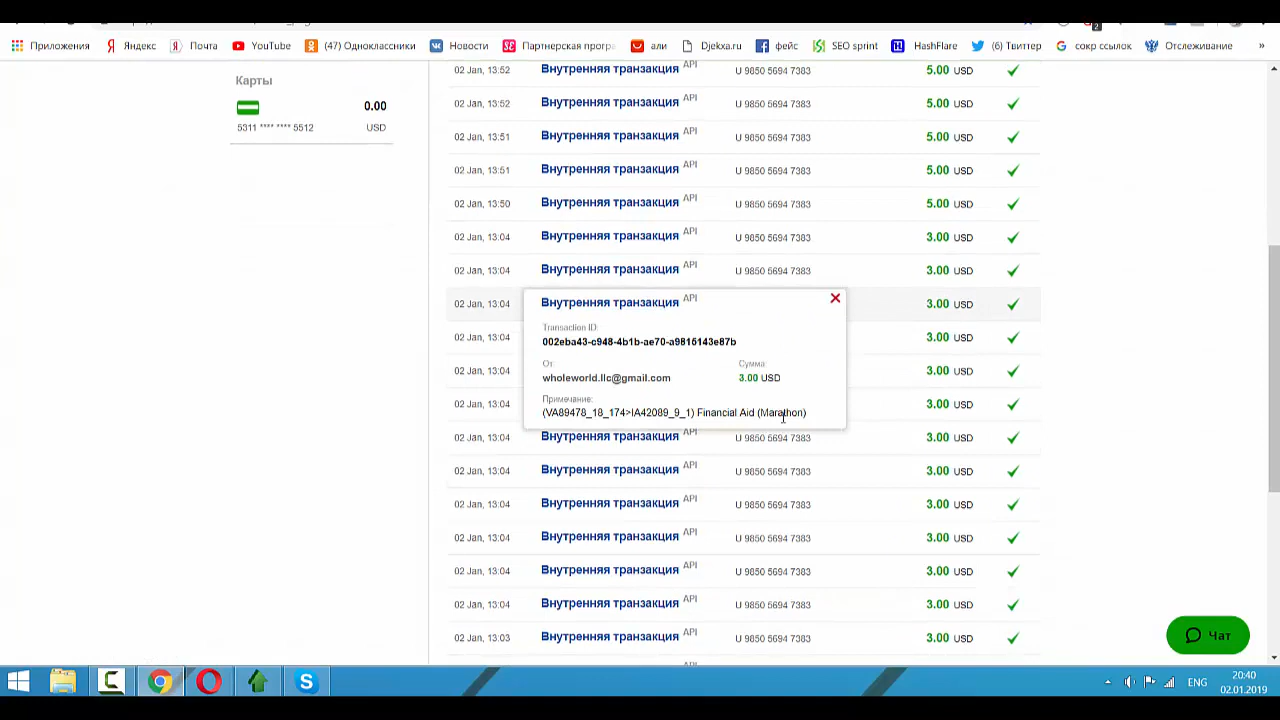 2
Приложения Яндекс Почта YouTube (47) Одноклассники Новости Партнерская прогр али Djekxa.ru фейс SEO sprint HashFlare (6) Твиттер сокр ссылок Отслеживание »
Карты
0.00
5311 **** **** 5512 USD
02 Jan, 13:52 Внутренняя транзакция API U 9850 5694 7383 5.00 USD
02 Jan, 13:52 Внутренняя транзакция API U 9850 5694 7383 5.00 USD
02 Jan, 13:51 Внутренняя транзакция API U 9850 5694 7383 5.00 USD
02 Jan, 13:51 Внутренняя транзакция API U 9850 5694 7383 5.00 USD
02 Jan, 13:50 Внутренняя транзакция API U 9850 5694 7383 5.00 USD
02 Jan, 13:04 Внутренняя транзакция API U 9850 5694 7383 3.00 USD
02 Jan, 13:04 Внутренняя транзакция API U 9850 5694 7383 3.00 USD
02 Jan, 13:04 Внутренняя транзакция API 3.00 USD
Transaction ID:
002eba43-c948-4b1b-ae70-a9815143e87b
От: Сумма:
wholeworld.llc@gmail.com 3.00 USD
Примечание:
(VA89478_18_174>IA42089_9_1) Financial Aid (Marathon)
02 Jan, 13:04 3.00 USD
02 Jan, 13:04 3.00 USD
02 Jan, 13:04 3.00 USD
02 Jan, 13:04 Внутренняя транзакция API U 9850 5694 7383 3.00 USD
02 Jan, 13:04 Внутренняя транзакция API U 9850 5694 7383 3.00 USD
02 Jan, 13:04 Внутренняя транзакция API U 9850 5694 7383 3.00 USD
02 Jan, 13:04 Внутренняя транзакция API U 9850 5694 7383 3.00 USD
02 Jan, 13:04 Внутренняя транзакция API U 9850 5694 7383 3.00 USD
02 Jan, 13:04 Внутренняя транзакция API U 9850 5694 7383 3.00 USD
02 Jan, 13:03 Внутренняя транзакция API U 9850 5694 7383 3.00 USD
Чат
ENG
20:40
02.01.2019